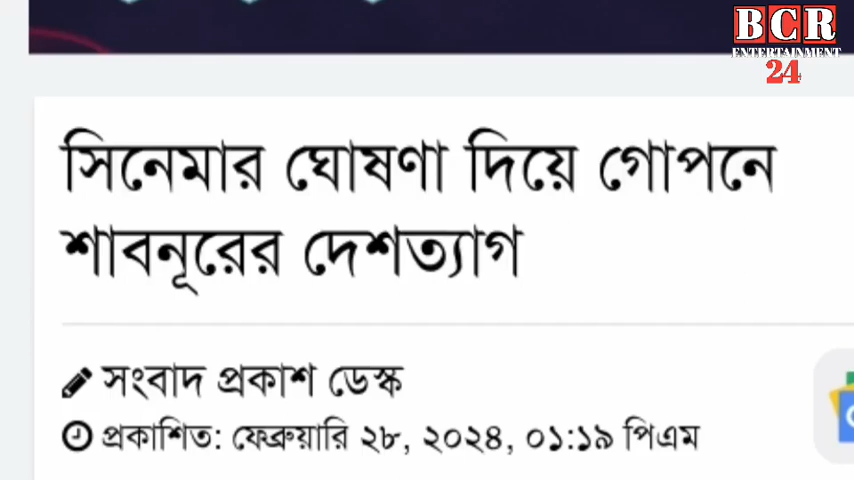 BCR
ENTERTAINMENT
24
সিনেমার ঘোষণা দিয়ে গোপনে
শাবনূরের দেশত্যাগ
সংবাদ প্রকাশ ডেস্ক
প্রকাশিত: ফেব্রুয়ারি ২৮, ২০২৪, ০১:১৯ পিএম